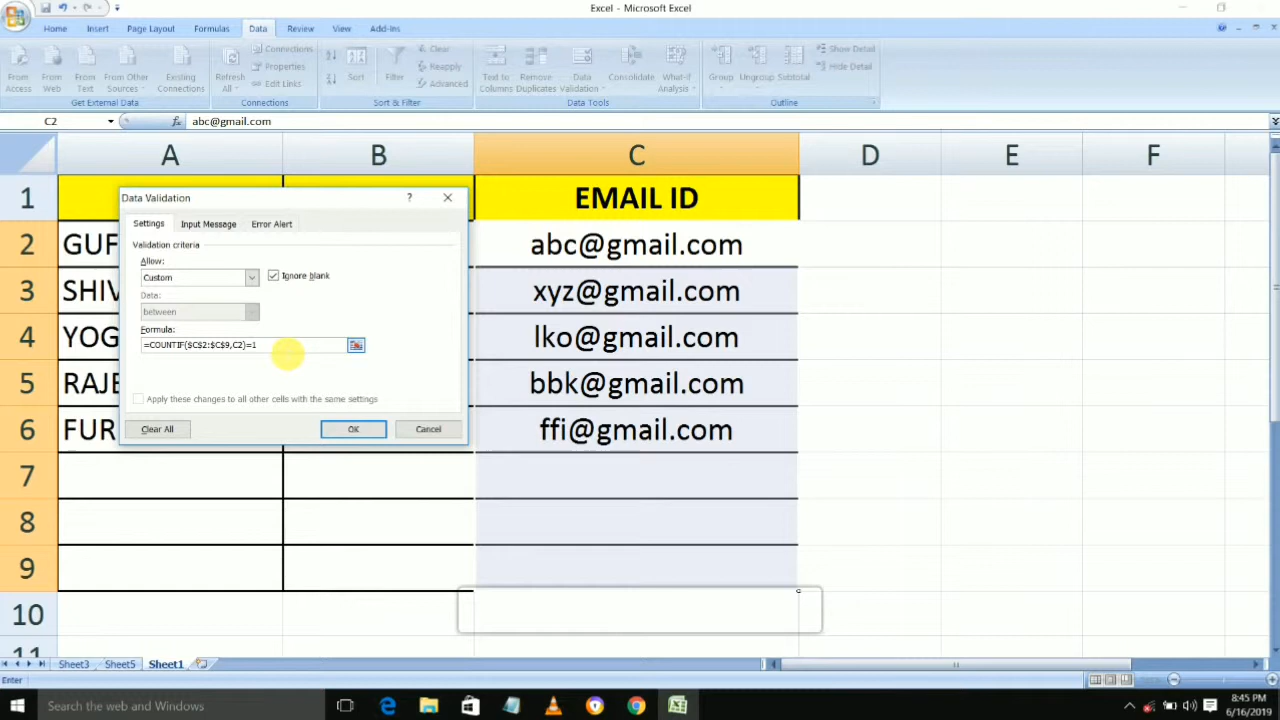 Excel - Microsoft Excel
Home Insert Page Layout Formulas Data Review View Add-Ins
From Access
From Web
From Text
From Other Sources
Existing Connections
Get External Data
Refresh All
Connections
Properties
Edit Links
Connections
Sort
Filter
Clear
Reapply
Advanced
Sort & Filter
Text to Columns
Remove Duplicates
Data Validation
Consolidate
What-If Analysis
Data Tools
Group
Ungroup
Subtotal
Show Detail
Hide Detail
Outline
C2 fx abc@gmail.com
A B C D E F
1 EMAIL ID
2 GUF abc@gmail.com
3 SHIV xyz@gmail.com
4 YOG lko@gmail.com
5 RAJE bbk@gmail.com
6 FUR ffi@gmail.com
7
8
9
10
11
Data Validation ?
Settings Input Message Error Alert
Validation criteria
Allow:
Custom Ignore blank
Data:
between
Formula:
=COUNTIF($C$2:$C$9,C2)=1
Apply these changes to all other cells with the same settings
Clear All OK Cancel
Sheet3 Sheet5 Sheet1
Enter
Search the web and Windows
8:45 PM
6/16/2019